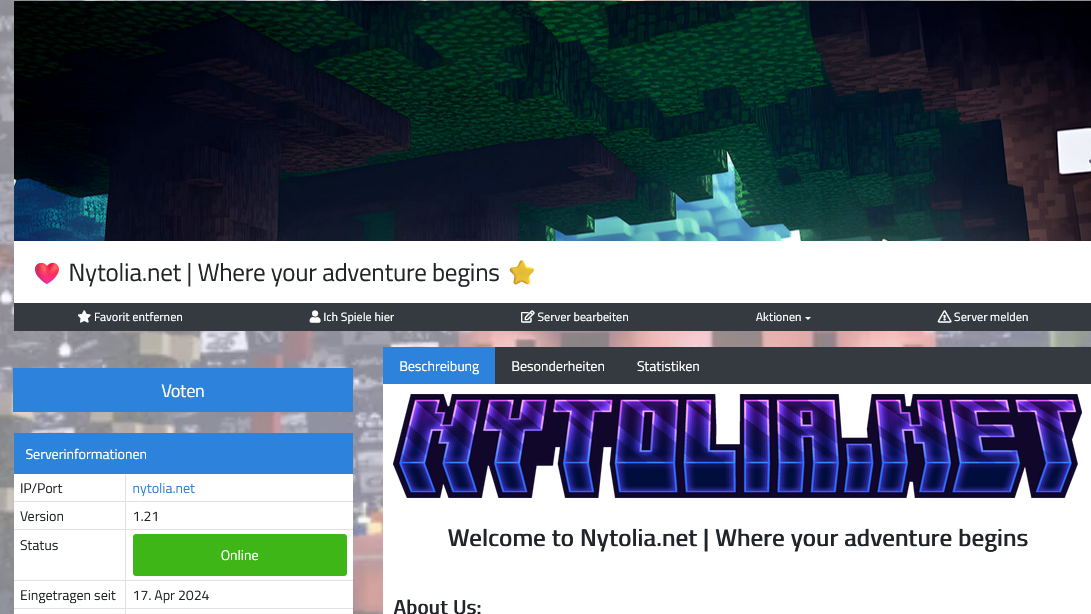 Nytolia.net | Where your adventure begins
Favorit entfernen
Ich Spiele hier
Server bearbeiten
Aktionen
Server melden
Voten
Serverinformationen
IP/Port nytolia.net
Version 1.21
Status Online
Eingetragen seit 17. Apr 2024
Beschreibung
Besonderheiten
Statistiken
NYTOLIA.NET
Welcome to Nytolia.net | Where your adventure begins
About Us: